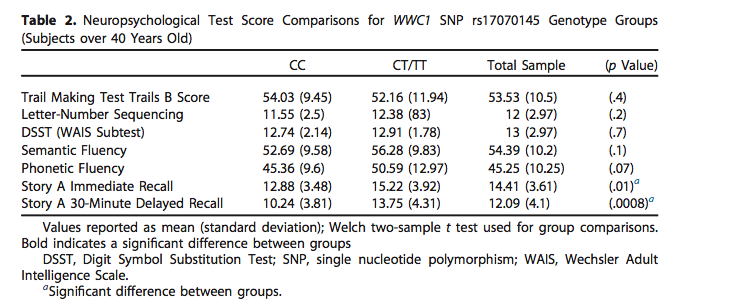 Table 2. Neuropsychological Test Score Comparisons for WWC1 SNP rs17070145 Genotype Groups
(Subjects over 40 Years Old)
CC CT/TT Total Sample (p Value)
Trail Making Test Trails B Score 54.03 (9.45) 52.16 (11.94) 53.53 (10.5) (.4)
Letter-Number Sequencing 11.55 (2.5) 12.38 (83) 12 (2.97) (.2)
DSST (WAIS Subtest) 12.74 (2.14) 12.91 (1.78) 13 (2.97) (.7)
Semantic Fluency 52.69 (9.58) 56.28 (9.83) 54.39 (10.2) (.1)
Phonetic Fluency 45.36 (9.6) 50.59 (12.97) 45.25 (10.25) (.07)
Story A Immediate Recall 12.88 (3.48) 15.22 (3.92) 14.41 (3.61) (.01)a
Story A 30-Minute Delayed Recall 10.24 (3.81) 13.75 (4.31) 12.09 (4.1) (.0008)a
Values reported as mean (standard deviation); Welch two-sample t test used for group comparisons.
Bold indicates a significant difference between groups
DSST, Digit Symbol Substitution Test; SNP, single nucleotide polymorphism; WAIS, Wechsler Adult
Intelligence Scale.
aSignificant difference between groups.